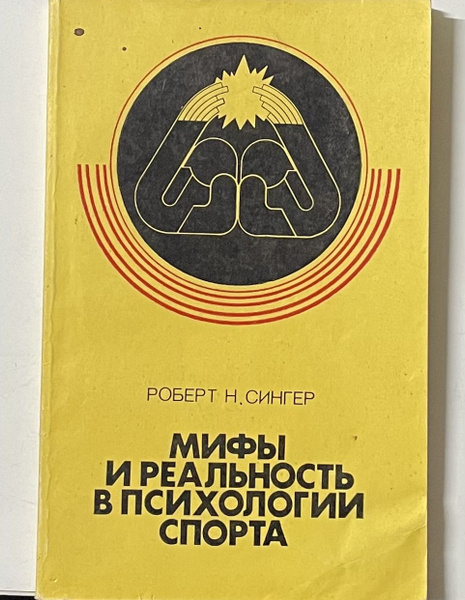 РОБЕРТ Н. СИНГЕР
МИФЫ
И РЕАЛЬНОСТЬ
В ПСИХОЛОГИИ
СПОРТА